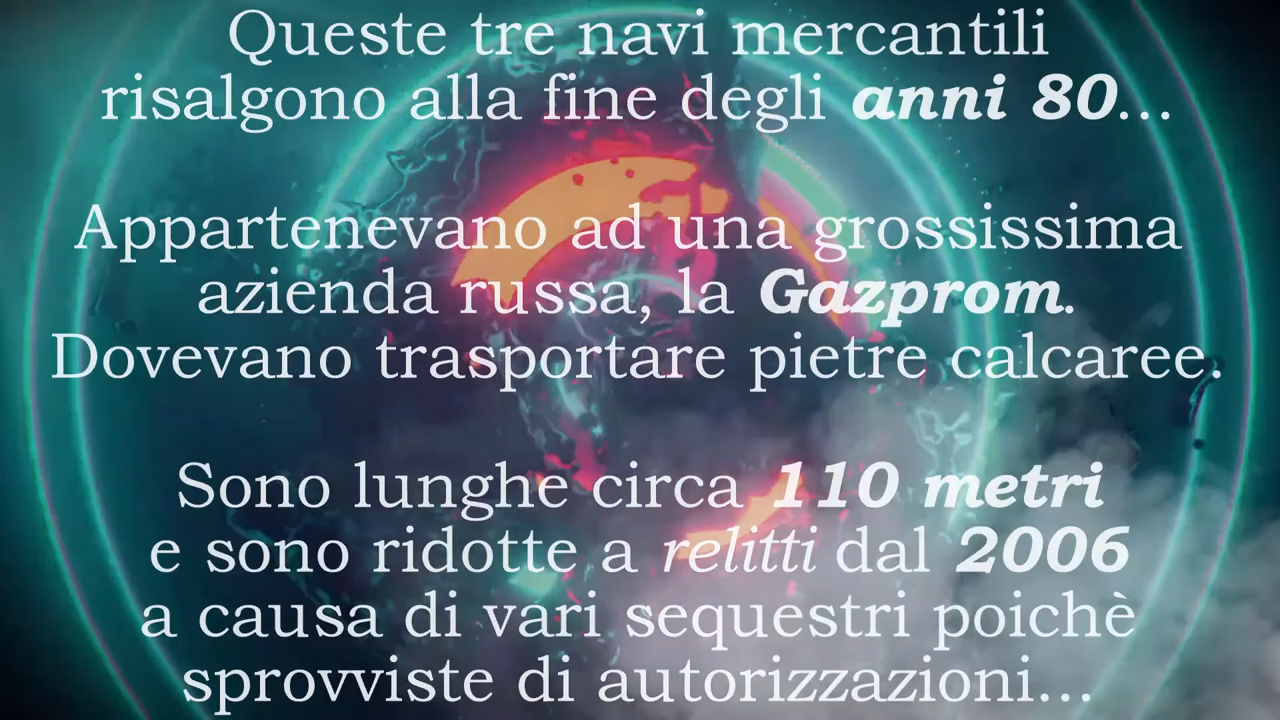 Queste tre navi mercantili
risalgono alla fine degli anni 80...
Appartenevano ad una grossissima
azienda russa, la Gazprom.
Dovevano trasportare pietre calcaree.
Sono lunghe circa 110 metri
e sono ridotte a relitti dal 2006
a causa di vari sequestri poichè
sprovviste di autorizzazioni...